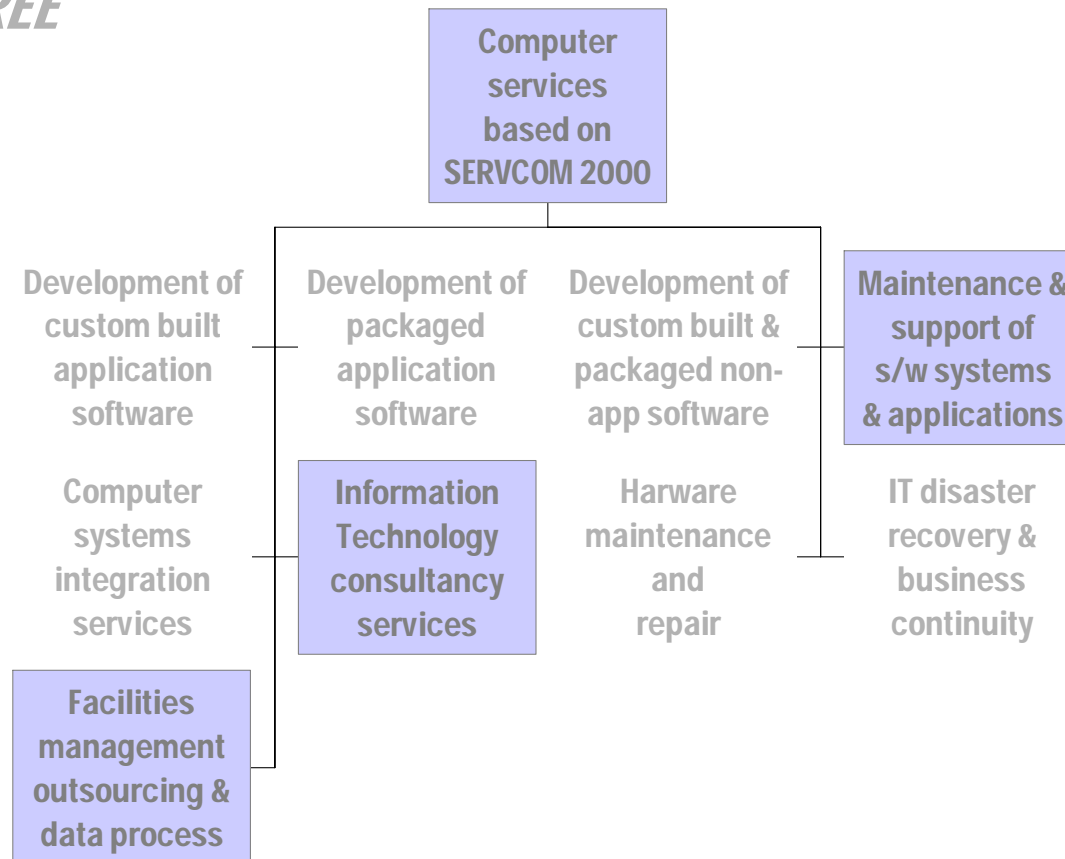 REE
Computer
services
based on
SERVCOM 2000
Development of
custom built
application
software
Development of
packaged
application
software
Development of
custom built &
packaged non-
app software
Maintenance &
support of
s/w systems
& applications
Computer
systems
integration
services
Information
Technology
consultancy
services
Harware
maintenance
and
repair
IT disaster
recovery &
business
continuity
Facilities
management
outsourcing &
data process